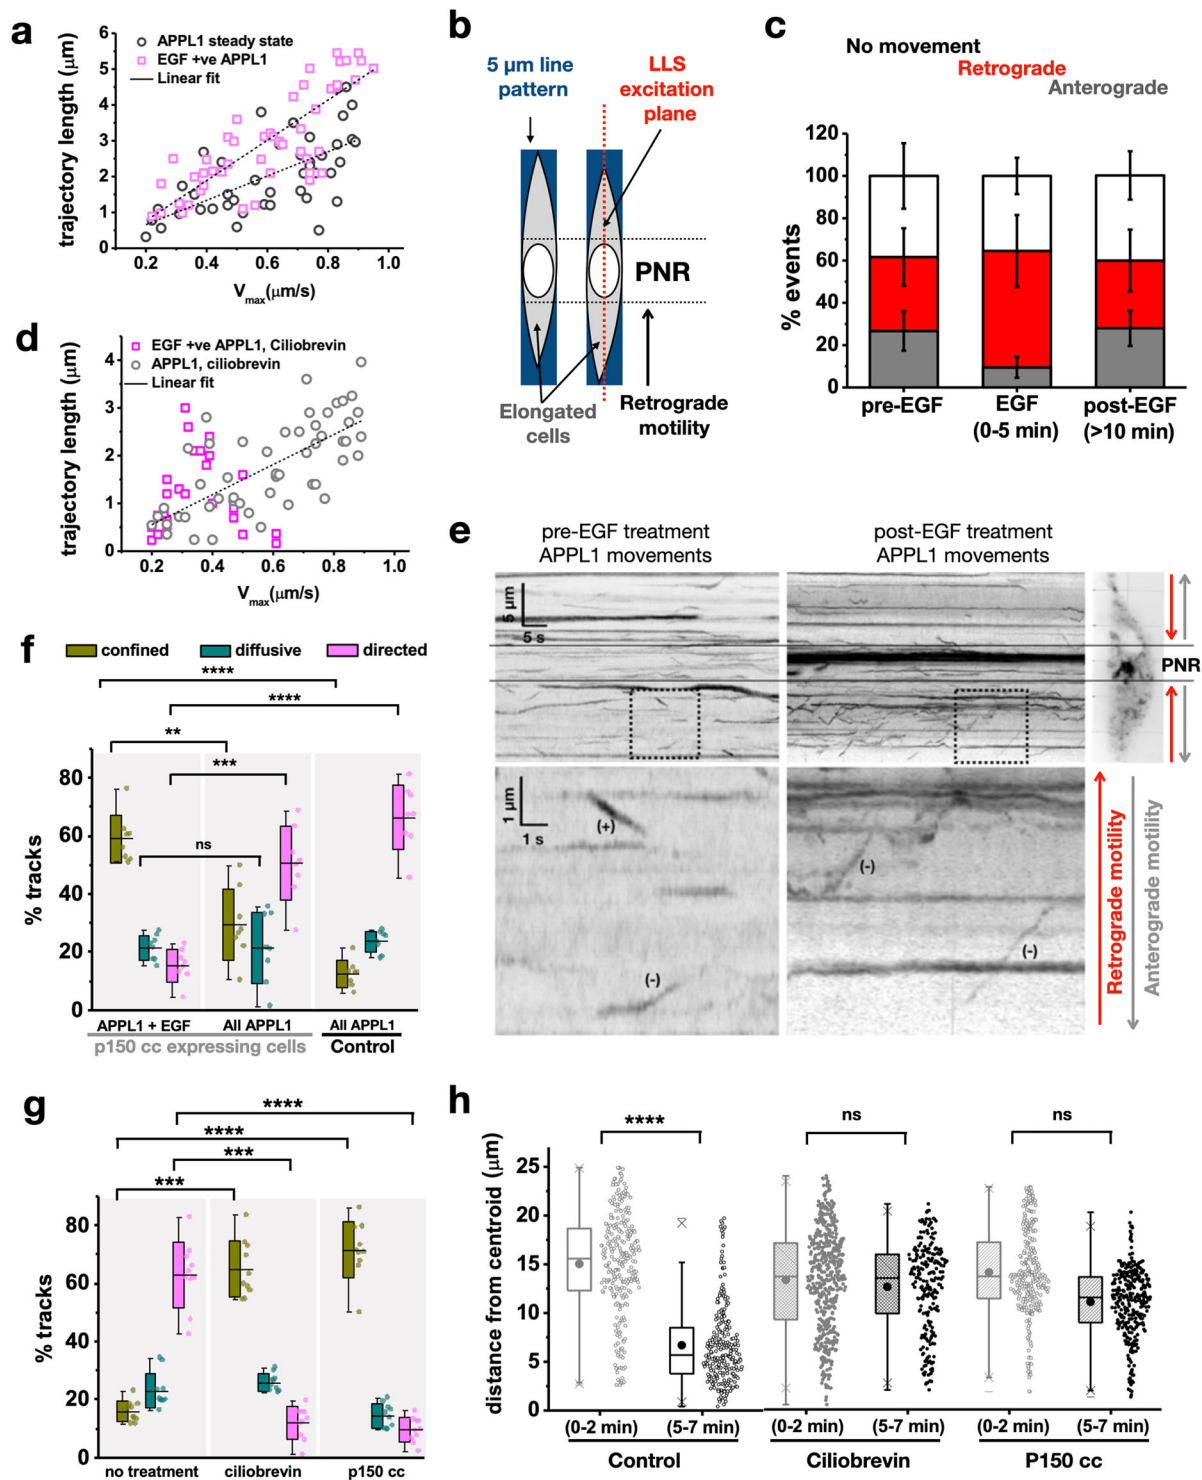 a
trajectory length (µm)
6
5
4
3
2
1
0
APPL1 steady state
EGF +ve APPL1
Linear fit
0.2
0.4
0.6
0.8
1.0
Vmax(µm/s)
b
5 µm line
pattern
LLS
excitation
plane
PNR
Elongated
cells
Retrograde
motility
c
No movement
Retrograde
Anterograde
% events
120
100
80
60
40
20
0
pre-EGF
EGF
(0-5 min)
post-EGF
(>10 min)
d
trajectory length (µm)
4
3
2
1
0
EGF +ve APPL1, Ciliobrevin
APPL1, ciliobrevin
Linear fit
0.2
0.4
0.6
0.8
1.0
Vmax(µm/s)
e
pre-EGF treatment
APPL1 movements
post-EGF treatment
APPL1 movements
5 µm
5 s
PNR
1 µm
1 s
(+)
(-)
(-)
(-)
Retrograde motility
Anterograde motility
f
confined
diffusive
directed
****
****
**
***
ns
% tracks
80
60
40
20
0
APPL1 + EGF
All APPL1
All APPL1
p150 cc expressing cells
Control
g
****
****
***
***
% tracks
80
60
40
20
0
no treatment
ciliobrevin
p150 cc
h
****
ns
ns
distance from centroid (µm)
25
20
15
10
5
0
(0-2 min)
(5-7 min)
(0-2 min)
(5-7 min)
(0-2 min)
(5-7 min)
Control
Ciliobrevin
P150 cc